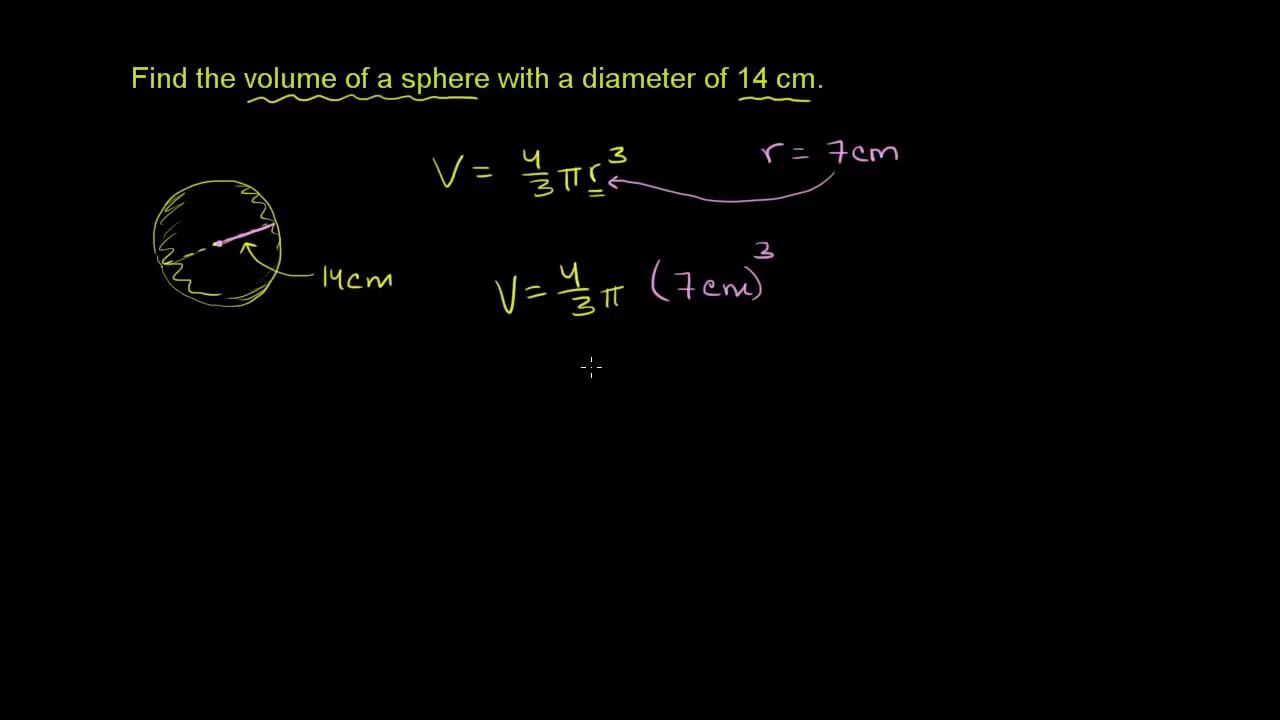 Find the volume of a sphere with a diameter of 14 cm.
V = 4/3 π r³ r = 7cm
14cm
V = 4/3 π (7cm)³